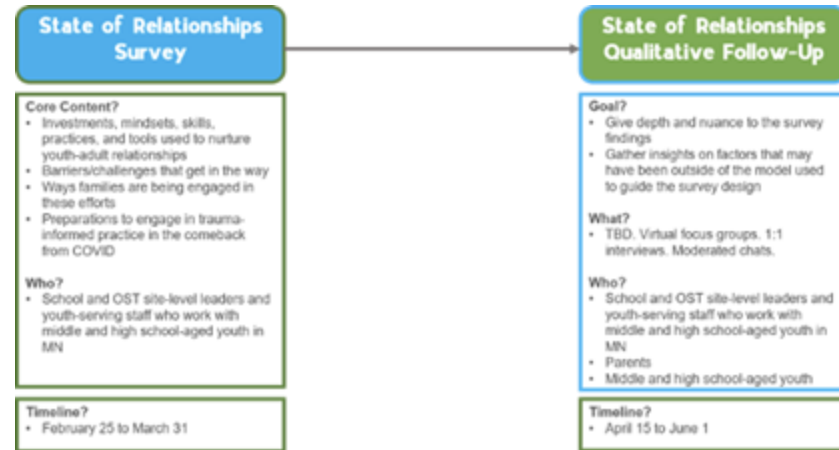 State of Relationships
Survey
Core Content?
• Investments, mindsets, skills,
practices, and tools used to nurture
youth-adult relationships
• Barriers/challenges that get in the way
• Ways families are being engaged in
these efforts
• Preparations to engage in trauma-
informed practice in the comeback
from COVID
Who?
• School and OST site-level leaders and
youth-serving staff who work with
middle and high school-aged youth in
MN
Timeline?
• February 25 to March 31
State of Relationships
Qualitative Follow-Up
Goal?
• Give depth and nuance to the survey
findings
• Gather insights on factors that may
have been outside of the model used
to guide the survey design
What?
• TBD. Virtual focus groups. 1:1
interviews. Moderated chats.
Who?
• School and OST site-level leaders and
youth-serving staff who work with
middle and high school-aged youth in
MN
• Parents
• Middle and high school-aged youth
Timeline?
• April 15 to June 1